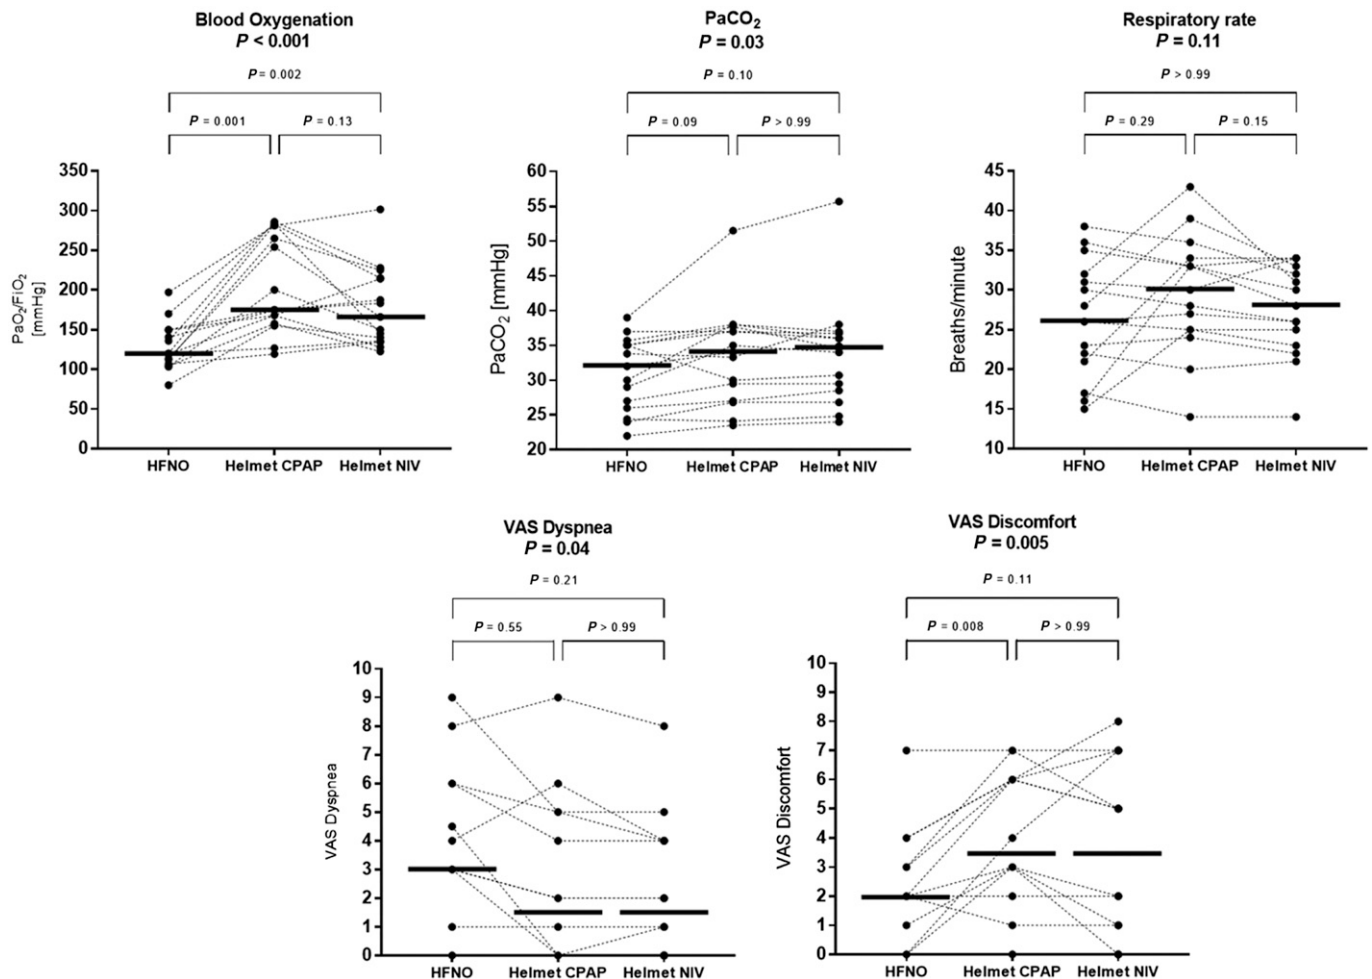 Blood Oxygenation
P < 0.001
P = 0.002
P = 0.001
P = 0.13
350
300
250
200
150
100
50
0
PaO2/FiO2
[mmHg]
HFNO
Helmet CPAP
Helmet NIV
PaCO2
P = 0.03
P = 0.10
P = 0.09
P > 0.99
60
55
50
45
40
35
30
25
20
PaCO2 [mmHg]
HFNO
Helmet CPAP
Helmet NIV
Respiratory rate
P = 0.11
P > 0.99
P = 0.29
P = 0.15
45
40
35
30
25
20
15
10
Breaths/minute
HFNO
Helmet CPAP
Helmet NIV
VAS Dyspnea
P = 0.04
P = 0.21
P = 0.55
P > 0.99
10
9
8
7
6
5
4
3
2
1
0
VAS Dyspnea
HFNO
Helmet CPAP
Helmet NIV
VAS Discomfort
P = 0.005
P = 0.11
P = 0.008
P > 0.99
10
9
8
7
6
5
4
3
2
1
0
VAS Discomfort
HFNO
Helmet CPAP
Helmet NIV